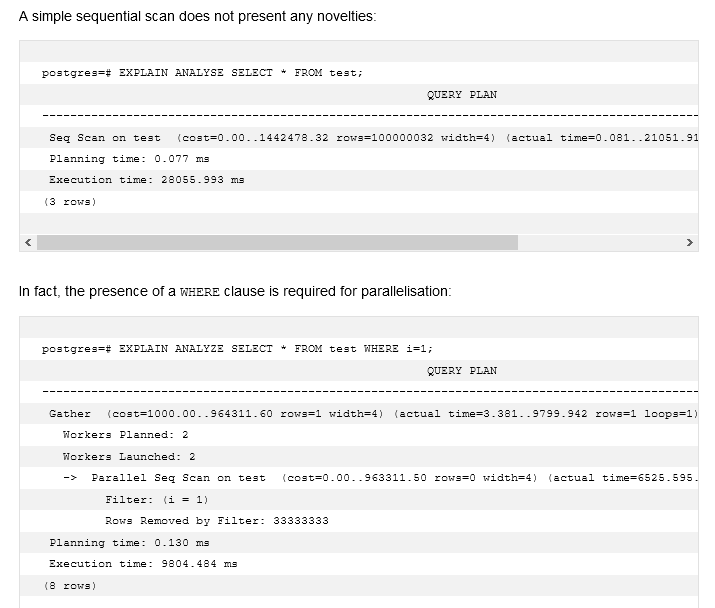 A simple sequential scan does not present any novelties:
postgres=# EXPLAIN ANALYSE SELECT * FROM test;
QUERY PLAN
--------------------------------------------------------------------------------------------
Seq Scan on test  (cost=0.00..1442478.32 rows=100000032 width=4) (actual time=0.081..21051.91
Planning time: 0.077 ms
Execution time: 28055.993 ms
(3 rows)
In fact, the presence of a WHERE clause is required for parallelisation:
postgres=# EXPLAIN ANALYZE SELECT * FROM test WHERE i=1;
QUERY PLAN
--------------------------------------------------------------------------------------------
Gather  (cost=1000.00..964311.60 rows=1 width=4) (actual time=3.381..9799.942 rows=1 loops=1)
Workers Planned: 2
Workers Launched: 2
->  Parallel Seq Scan on test  (cost=0.00..963311.50 rows=0 width=4) (actual time=6525.595.
Filter: (i = 1)
Rows Removed by Filter: 33333333
Planning time: 0.130 ms
Execution time: 9804.484 ms
(8 rows)